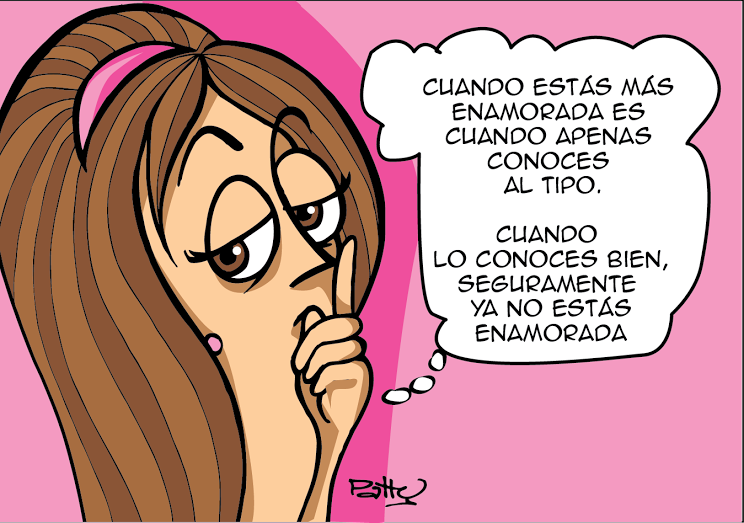 CUANDO ESTÁS MÁS
ENAMORADA ES
CUANDO APENAS
CONOCES
AL TIPO.
CUANDO
LO CONOCES BIEN,
SEGURAMENTE
YA NO ESTÁS
ENAMORADA
Patty